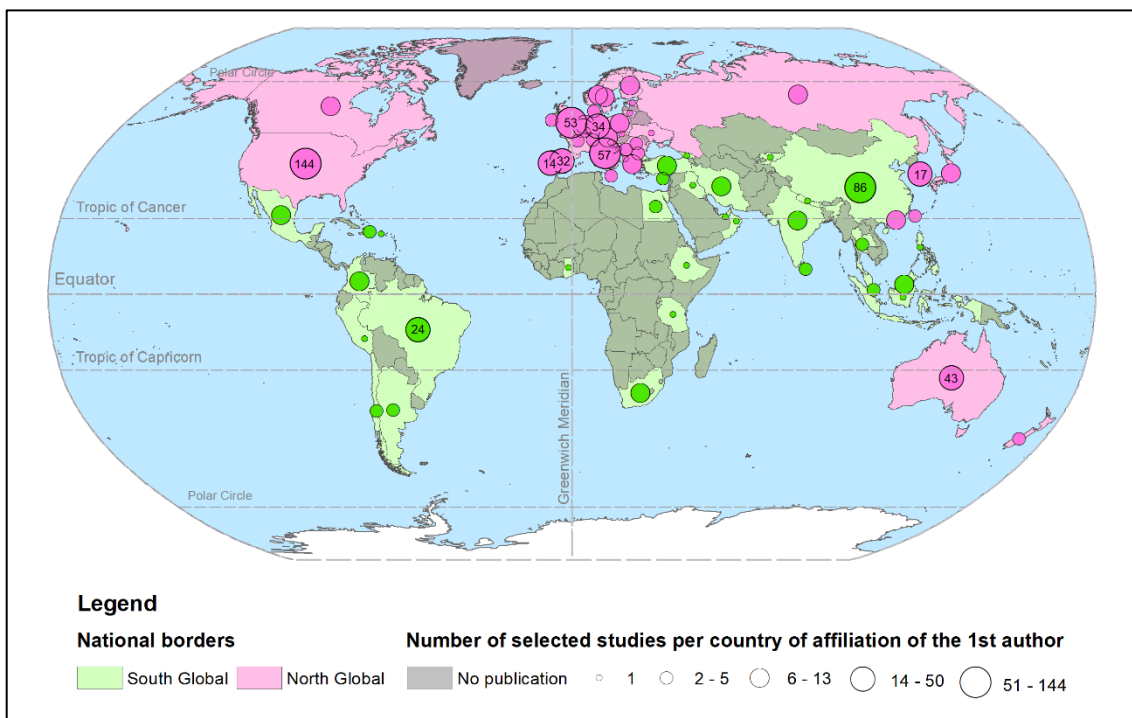 Polar Circle
53
34
144
14
32
57
17
86
Tropic of Cancer
Equator
24
Tropic of Capricorn
43
Greenwich Meridian
Polar Circle
Legend
National borders
Number of selected studies per country of affiliation of the 1st author
South Global
North Global
No publication
1
2 - 5
6 - 13
14 - 50
51 - 144